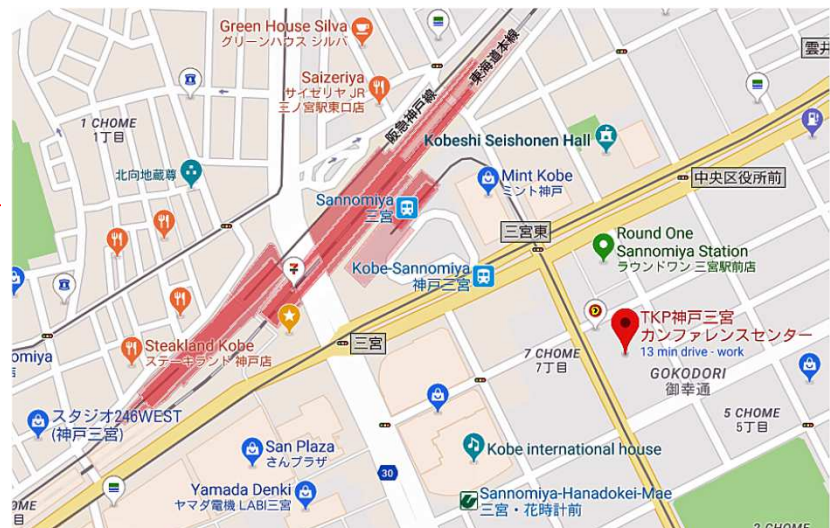 Green House Silva
グリーンハウス シルバ
東海道本線
雲井
Saizeriya
サイゼリヤ JR
三ノ宮駅東口店
阪急神戸線
1 CHOME
1丁目
Kobeshi Seishonen Hall
北向地蔵尊
Mint Kobe
ミント神戸
中央区役所前
Sannomiya
三宮
三宮東
Round One
Sannomiya Station
ラウンドワン 三宮駅前店
Kobe-Sannomiya
神戸三宮
TKP神戸三宮
カンファレンスセンター
13 min drive - work
Steakland Kobe
ステーキランド 神戸店
三宮
7 CHOME
7丁目
GOKODORI
御幸通
omiya
店
スタジオ246WEST
(神戸三宮)
5 CHOME
5丁目
San Plaza
さんプラザ
Kobe international house
30
Yamada Denki
ヤマダ電機 LABI三宮
Sannomiya-Hanadokei-Mae
三宮・花時計前
OME
目
2 CHOME